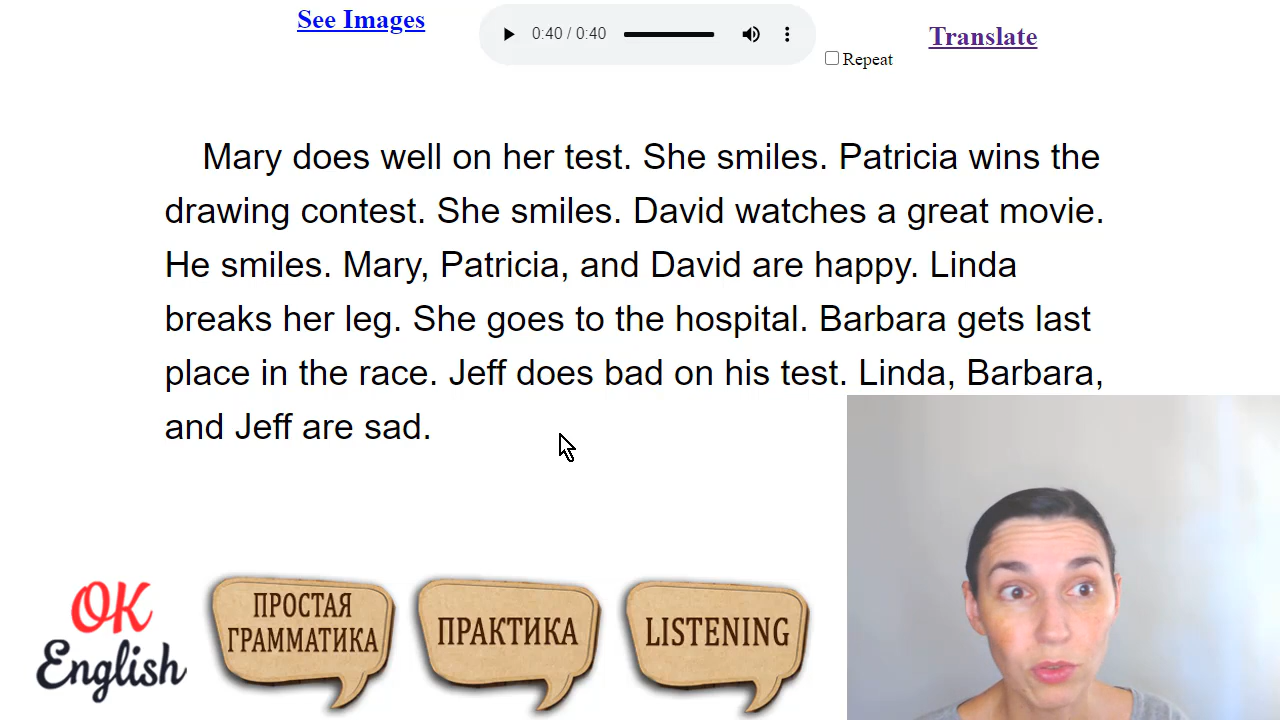 See Images
0:40 / 0:40
Repeat
Translate
Mary does well on her test. She smiles. Patricia wins the
drawing contest. She smiles. David watches a great movie.
He smiles. Mary, Patricia, and David are happy. Linda
breaks her leg. She goes to the hospital. Barbara gets last
place in the race. Jeff does bad on his test. Linda, Barbara,
and Jeff are sad.
OK
English
ПРОСТАЯ
ГРАММАТИКА
ПРАКТИКА
LISTENING